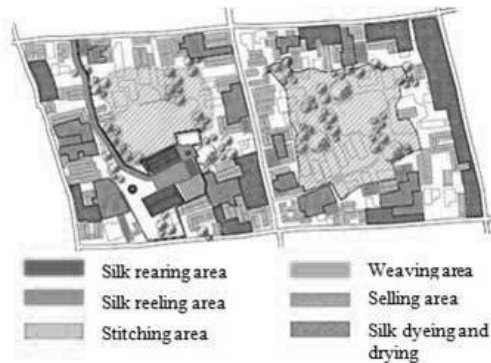 Silk rearing area
Silk reeling area
Stitching area
Weaving area
Selling area
Silk dyeing and
drying